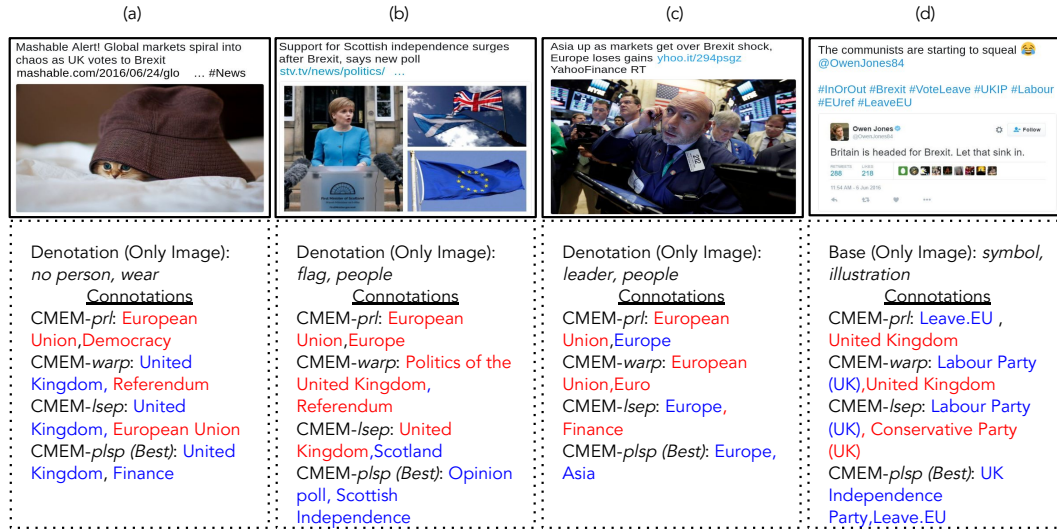 (a)
Mashable Alert! Global markets spiral into
chaos as UK votes to Brexit
mashable.com/2016/06/24/glo … #News
Denotation (Only Image):
no person, wear
Connotations
CMEM-prl: European
Union,Democracy
CMEM-warp: United
Kingdom, Referendum
CMEM-lsep: United
Kingdom, European Union
CMEM-plsp (Best): United
Kingdom, Finance
(b)
Support for Scottish independence surges
after Brexit, says new poll
stv.tv/news/politics/ …
Denotation (Only Image):
flag, people
Connotations
CMEM-prl: European
Union,Europe
CMEM-warp: Politics of the
United Kingdom,
Referendum
CMEM-lsep: United
Kingdom,Scotland
CMEM-plsp (Best): Opinion
poll, Scottish
Independence
(c)
Asia up as markets get over Brexit shock,
Europe loses gains yhoo.it/294psgz
YahooFinance RT
Denotation (Only Image):
leader, people
Connotations
CMEM-prl: European
Union,Europe
CMEM-warp: European
Union,Euro
CMEM-lsep: Europe,
Finance
CMEM-plsp (Best): Europe,
Asia
(d)
The communists are starting to squeal 😂
@OwenJones84
#InOrOut #Brexit #VoteLeave #UKIP #Labour
#EUref #LeaveEU
Owen Jones
@OwenJones84
Follow
Britain is headed for Brexit. Let that sink in.
RETWEETS LIKES
288 218
11:54 AM - 6 Jun 2016
Base (Only Image): symbol,
illustration
Connotations
CMEM-prl: Leave.EU ,
United Kingdom
CMEM-warp: Labour Party
(UK),United Kingdom
CMEM-lsep: Labour Party
(UK), Conservative Party
(UK)
CMEM-plsp (Best): UK
Independence
Party,Leave.EU